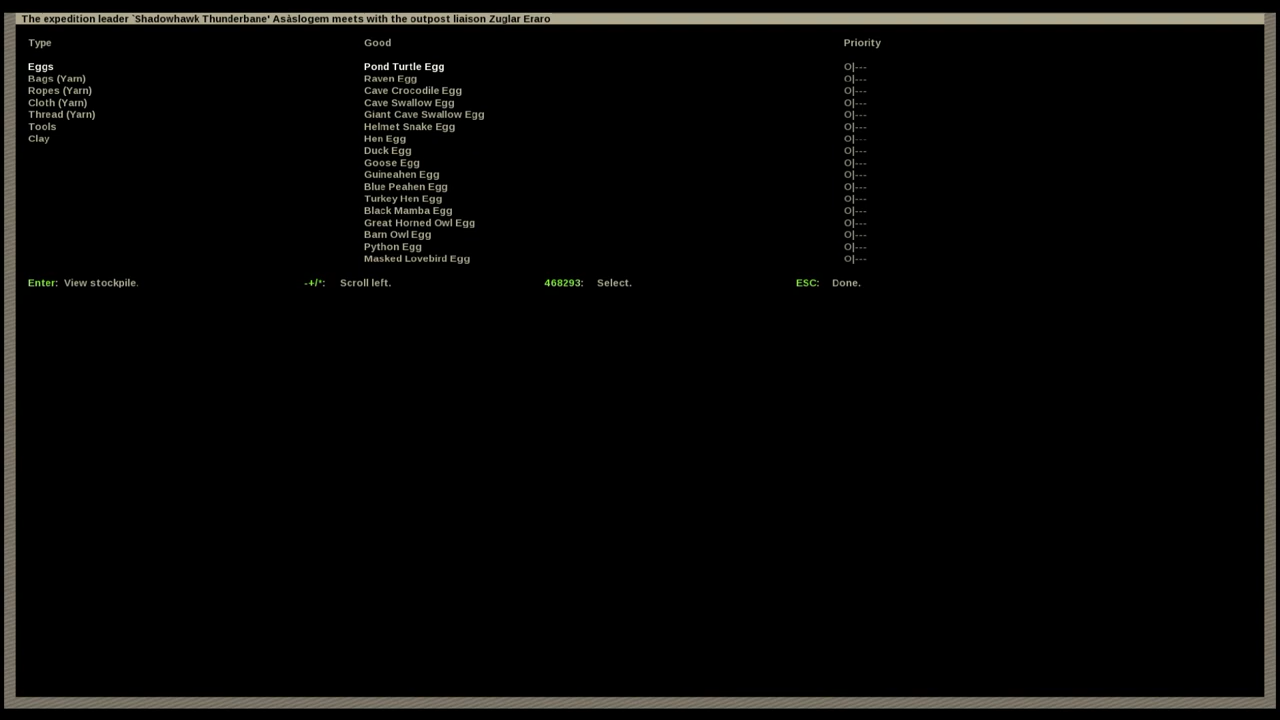 The expedition leader `Shadowhawk Thunderbane' Asàslogem meets with the outpost liaison Zuglar Eraro
Type Good Priority
Eggs Pond Turtle Egg O|---
Bags (Yarn) Raven Egg O|---
Ropes (Yarn) Cave Crocodile Egg O|---
Cloth (Yarn) Cave Swallow Egg O|---
Thread (Yarn) Giant Cave Swallow Egg O|---
Tools Helmet Snake Egg O|---
Clay Hen Egg O|---
Duck Egg O|---
Goose Egg O|---
Guineahen Egg O|---
Blue Peahen Egg O|---
Turkey Hen Egg O|---
Black Mamba Egg O|---
Great Horned Owl Egg O|---
Barn Owl Egg O|---
Python Egg O|---
Masked Lovebird Egg O|---
Enter: View stockpile. -+/*: Scroll left. 468293: Select. ESC: Done.